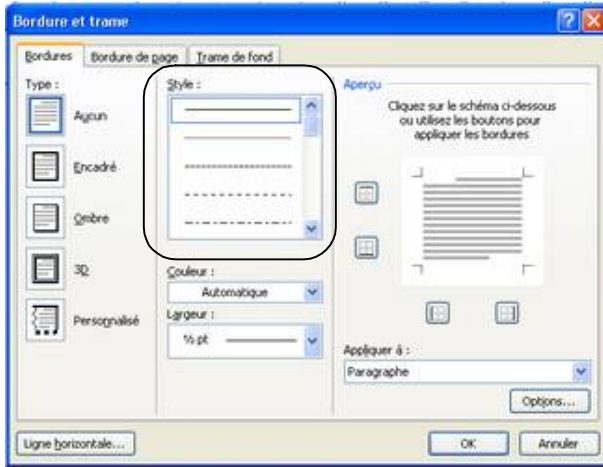 Bordure et trame
Bordures Bordure de page Trame de fond
Type :
Aucun
Encadré
Ombre
3D
Personnalisé
Style :
Couleur :
Automatique
Largeur :
½ pt
Aperçu
Cliquez sur le schéma ci-dessous
ou utilisez les boutons pour
appliquer les bordures
Appliquer à :
Paragraphe
Options...
Ligne horizontale...
OK
Annuler